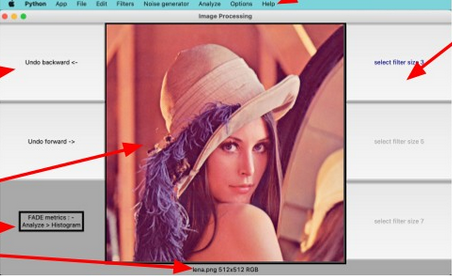 Python App File Edit Filters Noise generator Analyze Options Help
Image Processing
Undo backward <-
select filter size 3
Undo forward ->
select filter size 5
FADE metrics : -
Analyze > Histogram
select filter size 7
lena.png 512x512 RGB